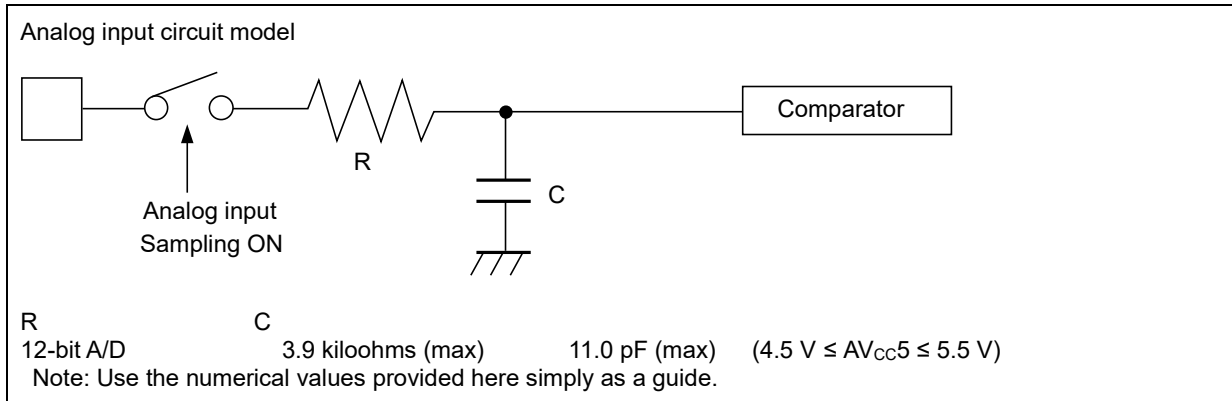 Analog input circuit model
Comparator
R
C
Analog input
Sampling ON
R C
12-bit A/D 3.9 kiloohms (max) 11.0 pF (max) (4.5 V ≤ AVCC5 ≤ 5.5 V)
Note: Use the numerical values provided here simply as a guide.